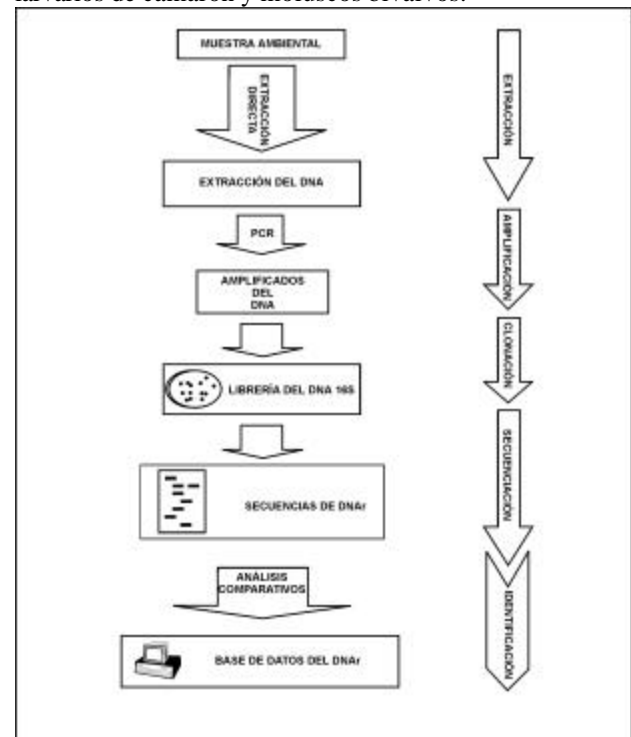 larvarios de camarón y moluscos bivalvos.
MUESTRA AMBIENTAL
EXTRACCIÓN
DIRECTA
EXTRACCIÓN DEL DNA
PCR
AMPLIFICADOS
DEL
DNA
LIBRERÍA DEL DNA 16S
SECUENCIAS DE DNAr
ANÁLISIS
COMPARATIVOS
BASE DE DATOS DEL DNAr
EXTRACCIÓN
AMPLIFICACIÓN
CLONACIÓN
SECUENCIACIÓN
IDENTIFICACIÓN